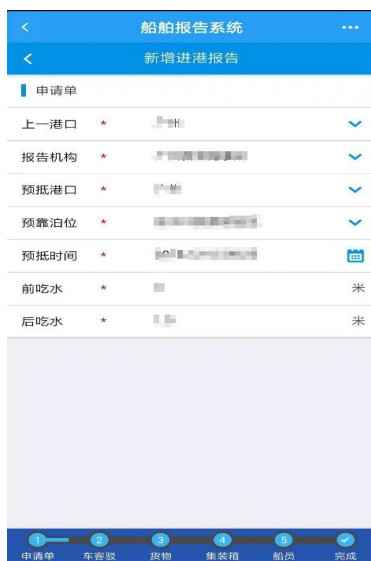 船舶报告系统
新增进港报告
申请单
上一港口 *
报告机构 *
预抵港口 *
预靠泊位 *
预抵时间 *
前吃水 * 米
后吃水 * 米
1 2 3 4 5
申请单 车客驳 货物 集装箱 船员 完成